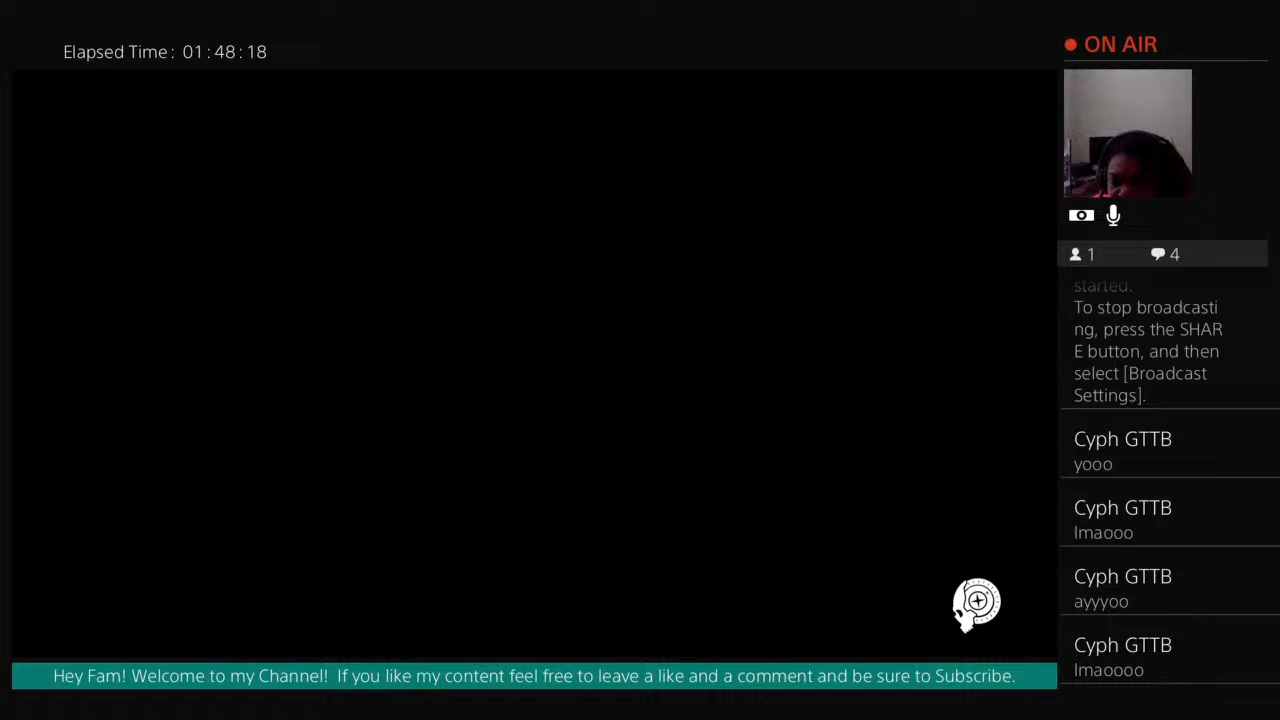 Elapsed Time: 01:48:18
ON AIR
1
4
started.
To stop broadcasti
ng, press the SHAR
E button, and then
select [Broadcast
Settings].
Cyph GTTB
yooo
Cyph GTTB
lmaooo
Cyph GTTB
ayyyoo
Cyph GTTB
lmaoooo
Hey Fam! Welcome to my Channel! If you like my content feel free to leave a like and a comment and be sure to Subscribe.